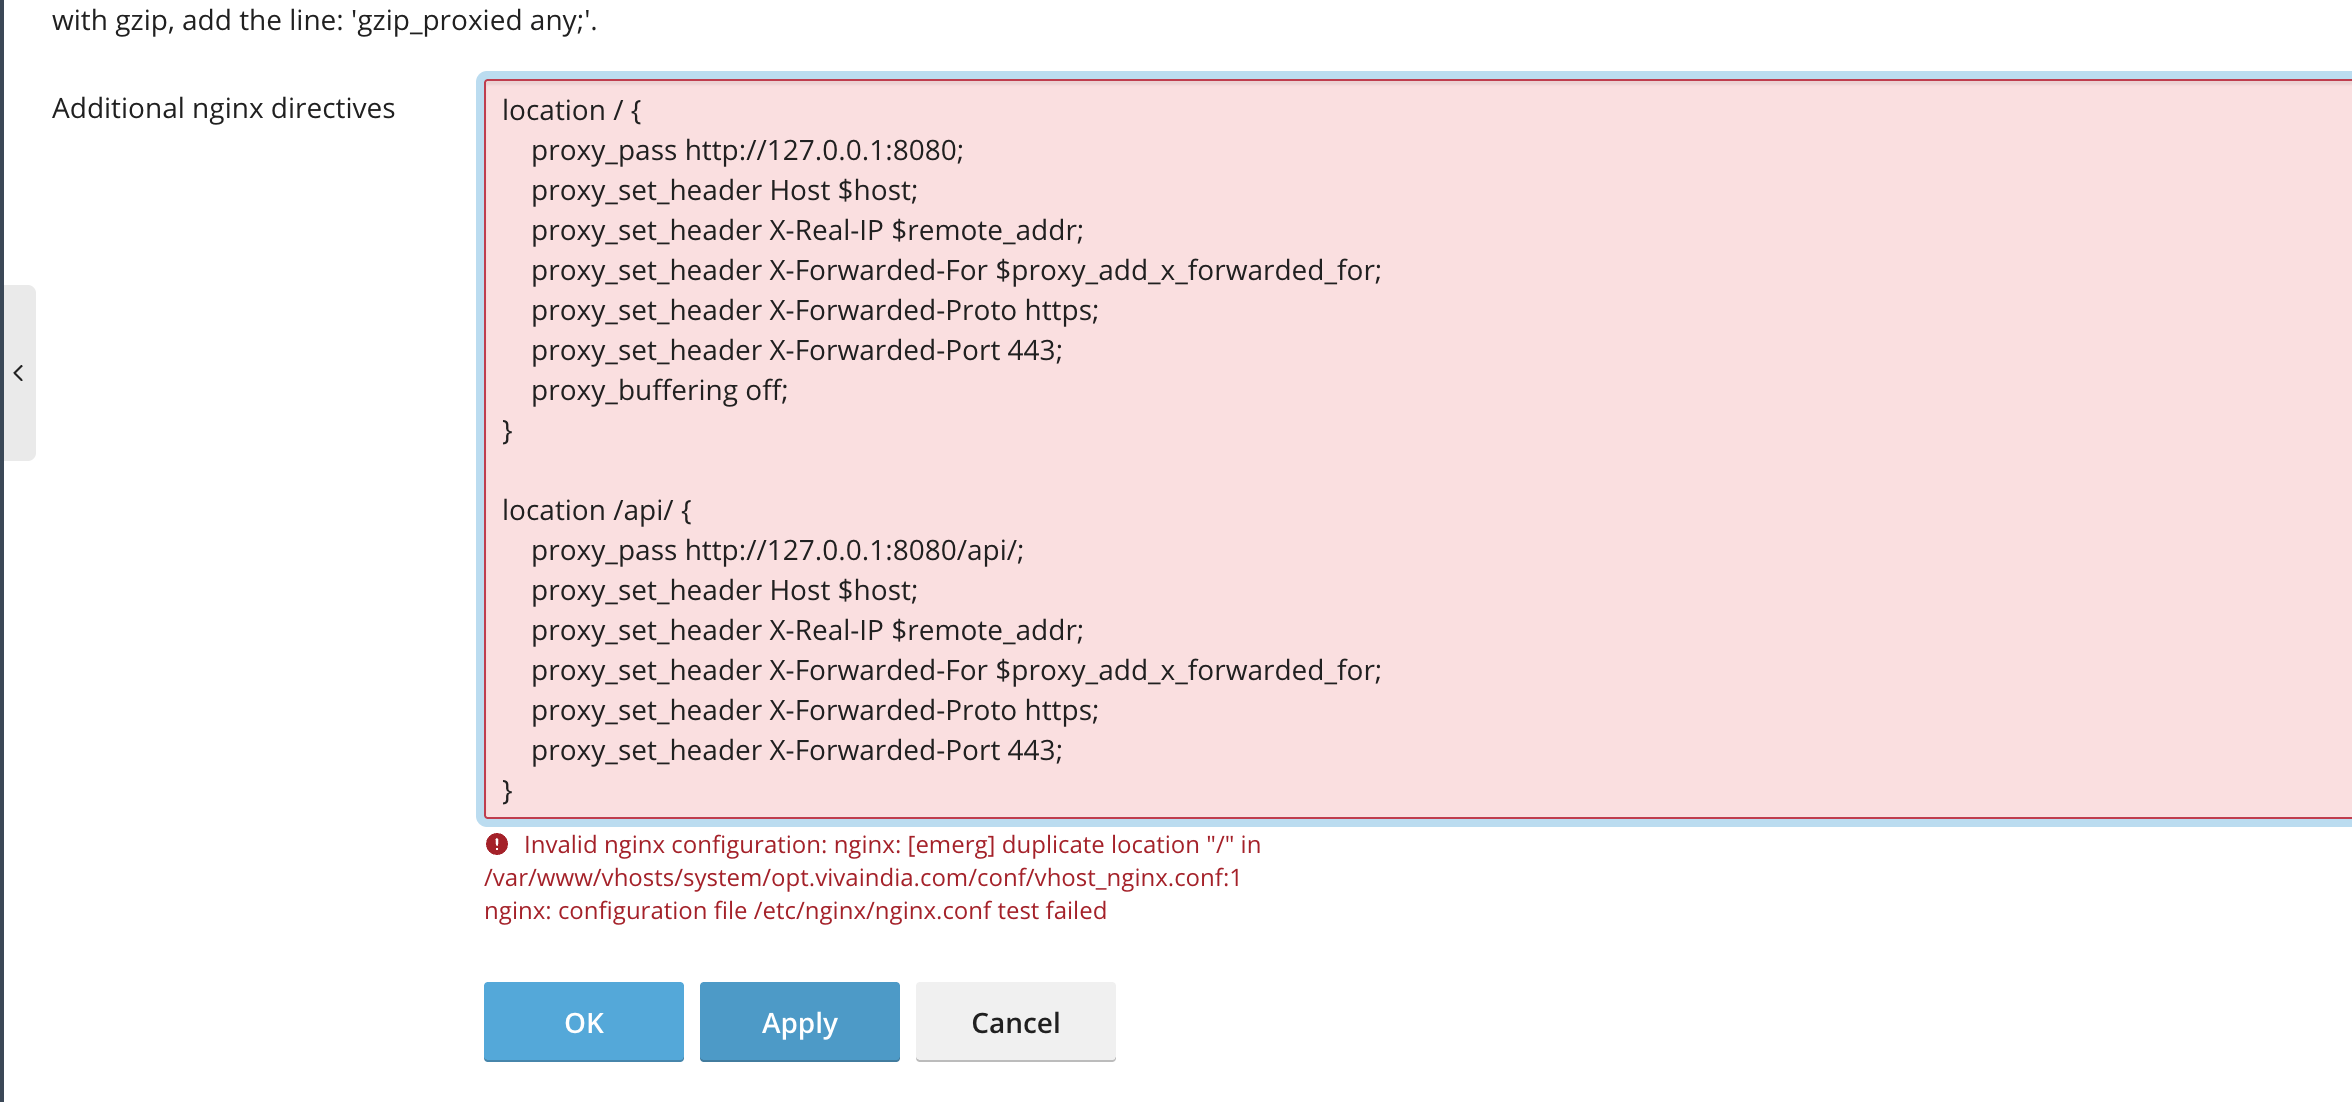 with gzip, add the line: 'gzip_proxied any;'.
Additional nginx directives
location / {
proxy_pass http://127.0.0.1:8080;
proxy_set_header Host $host;
proxy_set_header X-Real-IP $remote_addr;
proxy_set_header X-Forwarded-For $proxy_add_x_forwarded_for;
proxy_set_header X-Forwarded-Proto https;
proxy_set_header X-Forwarded-Port 443;
proxy_buffering off;
}
location /api/ {
proxy_pass http://127.0.0.1:8080/api/;
proxy_set_header Host $host;
proxy_set_header X-Real-IP $remote_addr;
proxy_set_header X-Forwarded-For $proxy_add_x_forwarded_for;
proxy_set_header X-Forwarded-Proto https;
proxy_set_header X-Forwarded-Port 443;
}
Invalid nginx configuration: nginx: [emerg] duplicate location "/" in
/var/www/vhosts/system/opt.vivaindia.com/conf/vhost_nginx.conf:1
nginx: configuration file /etc/nginx/nginx.conf test failed
OK
Apply
Cancel